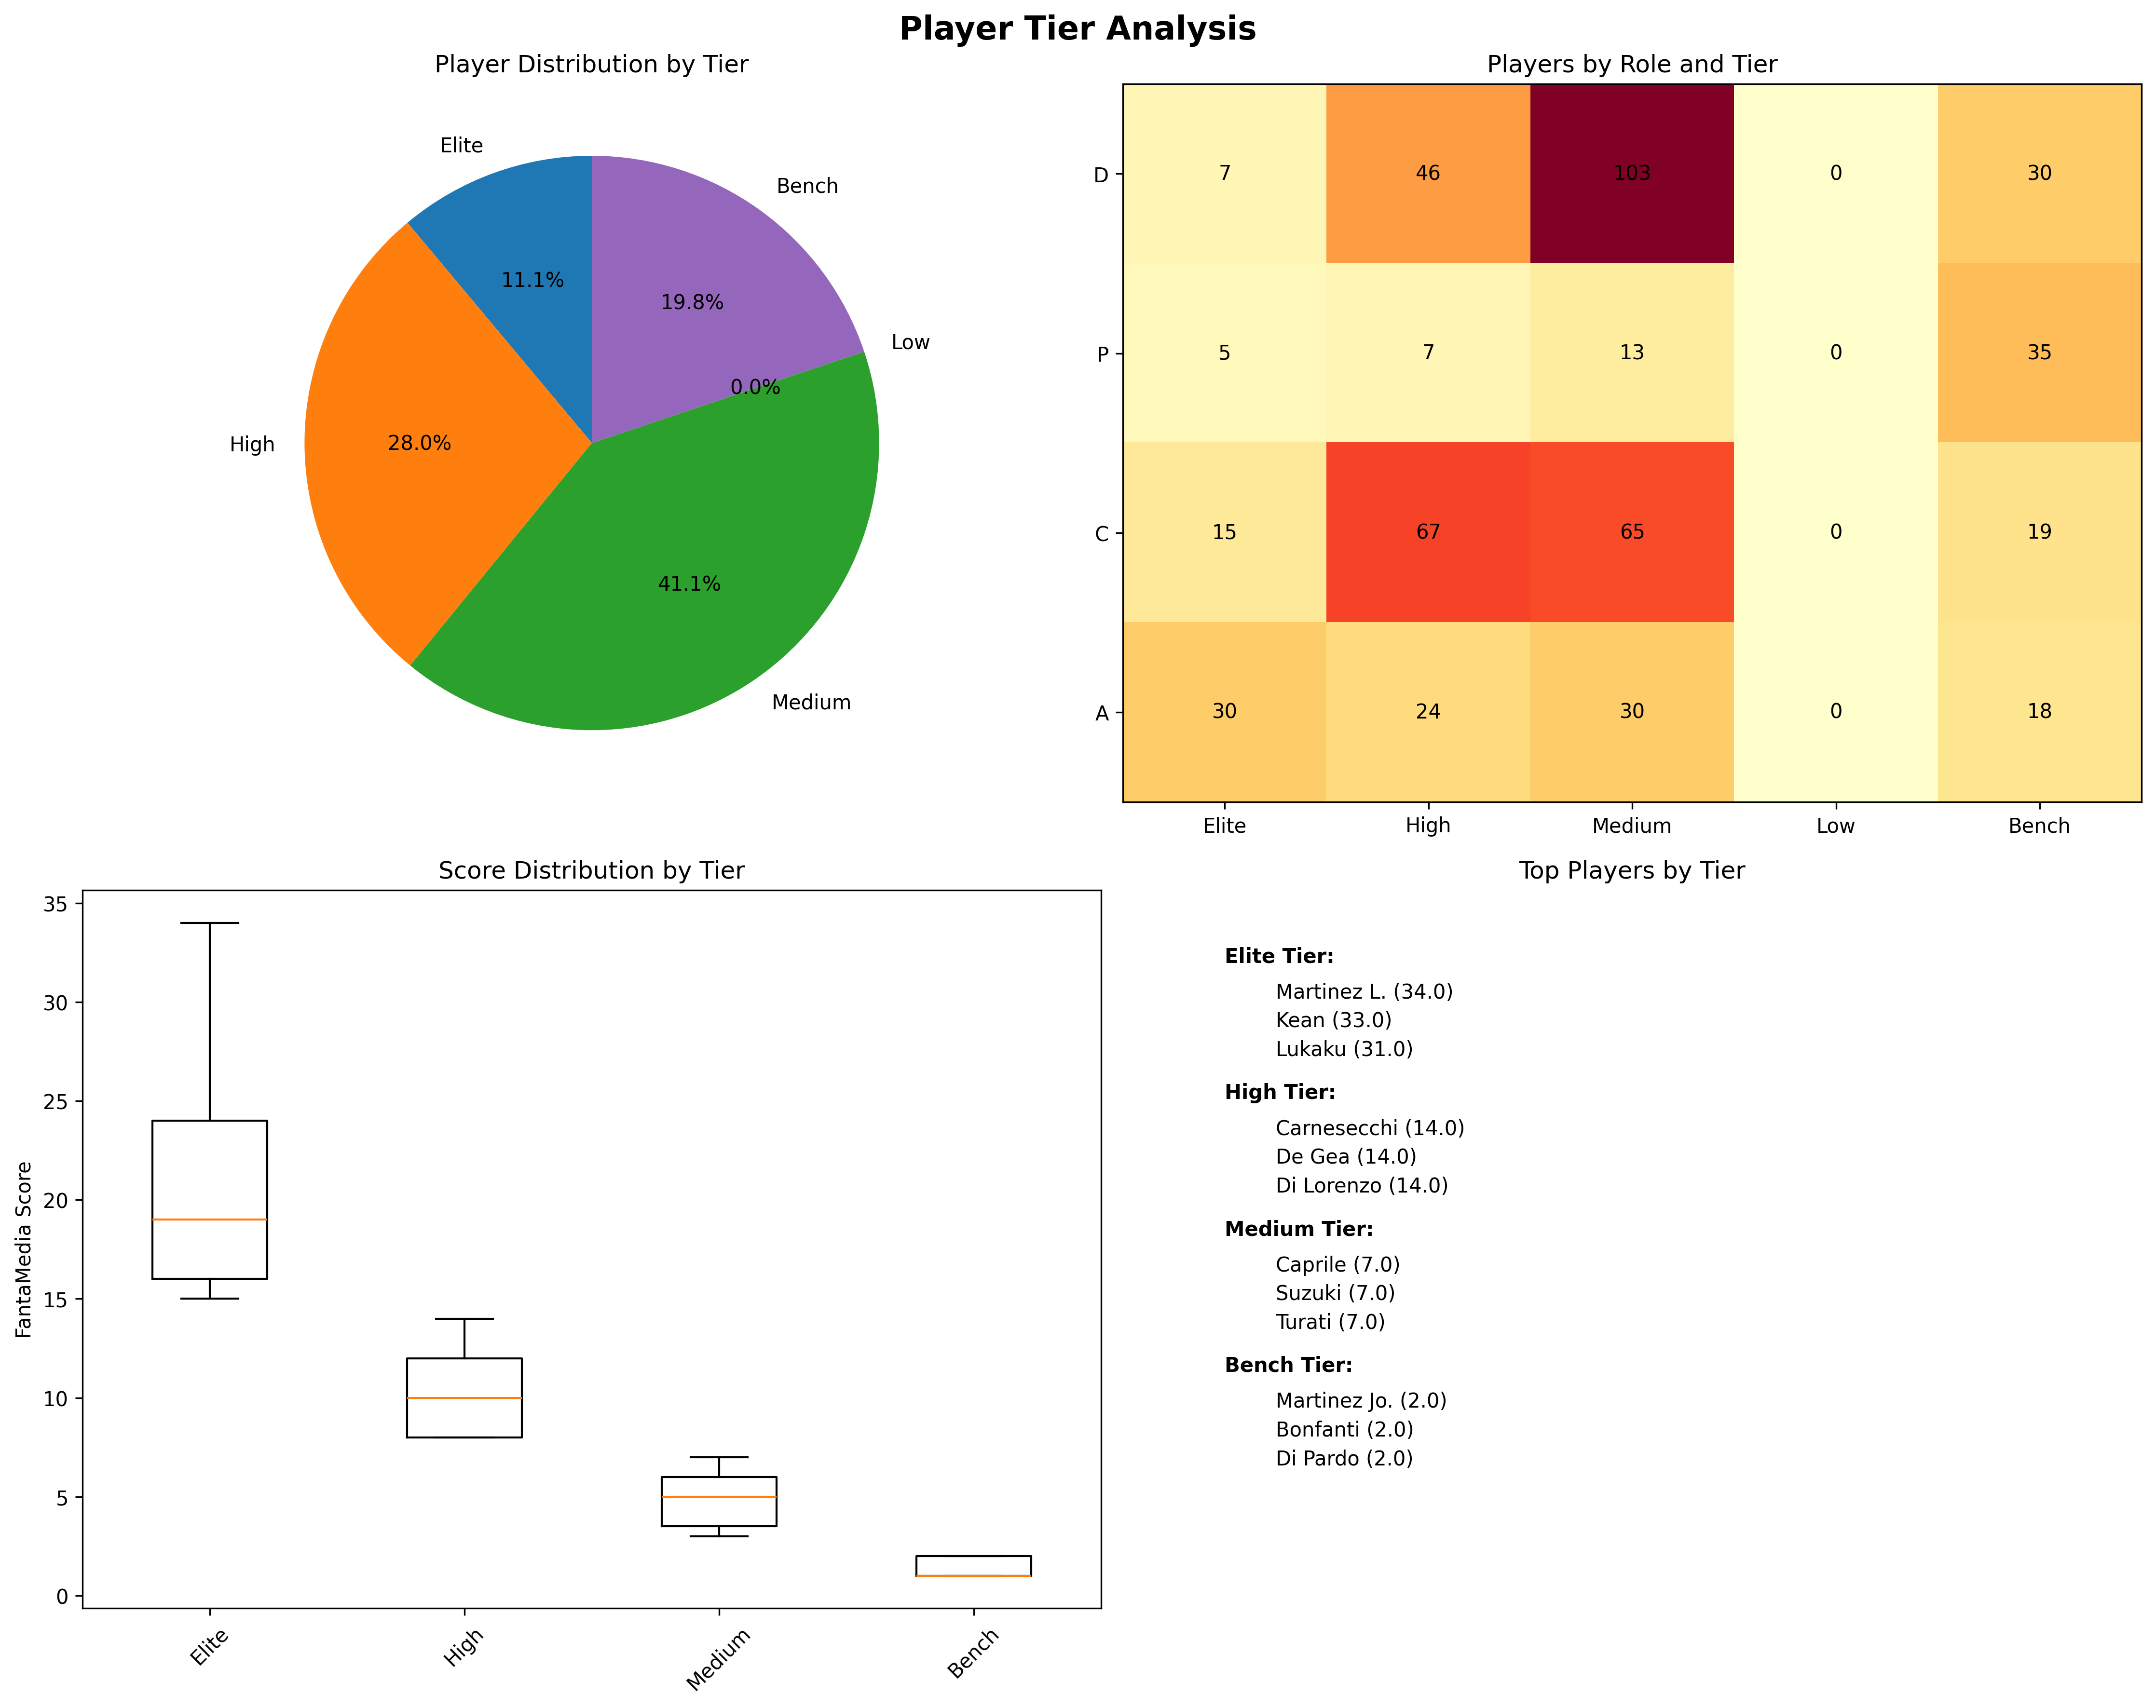 Player Tier Analysis
Player Distribution by Tier
Elite
Bench
11.1%
19.8%
Low
0.0%
High
28.0%
41.1%
Medium
Players by Role and Tier
D
7
46
103
0
30
P
5
7
13
0
35
C
15
67
65
0
19
A
30
24
30
0
18
Elite
High
Medium
Low
Bench
Score Distribution by Tier
FantaMedia Score
35
30
25
20
15
10
5
0
Elite
High
Medium
Bench
Top Players by Tier
Elite Tier:
Martinez L. (34.0)
Kean (33.0)
Lukaku (31.0)
High Tier:
Carnesecchi (14.0)
De Gea (14.0)
Di Lorenzo (14.0)
Medium Tier:
Caprile (7.0)
Suzuki (7.0)
Turati (7.0)
Bench Tier:
Martinez Jo. (2.0)
Bonfanti (2.0)
Di Pardo (2.0)